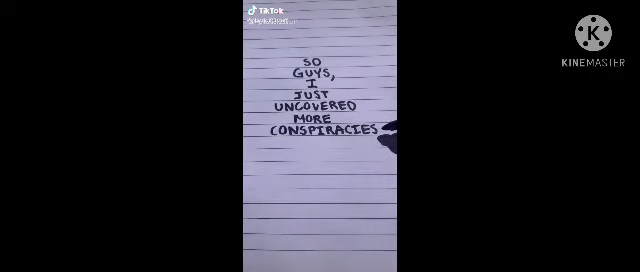 TikTok
SO
GUYS,
I
JUST
UNCOVERED
MORE
CONSPIRACIES
K
KINEMASTER